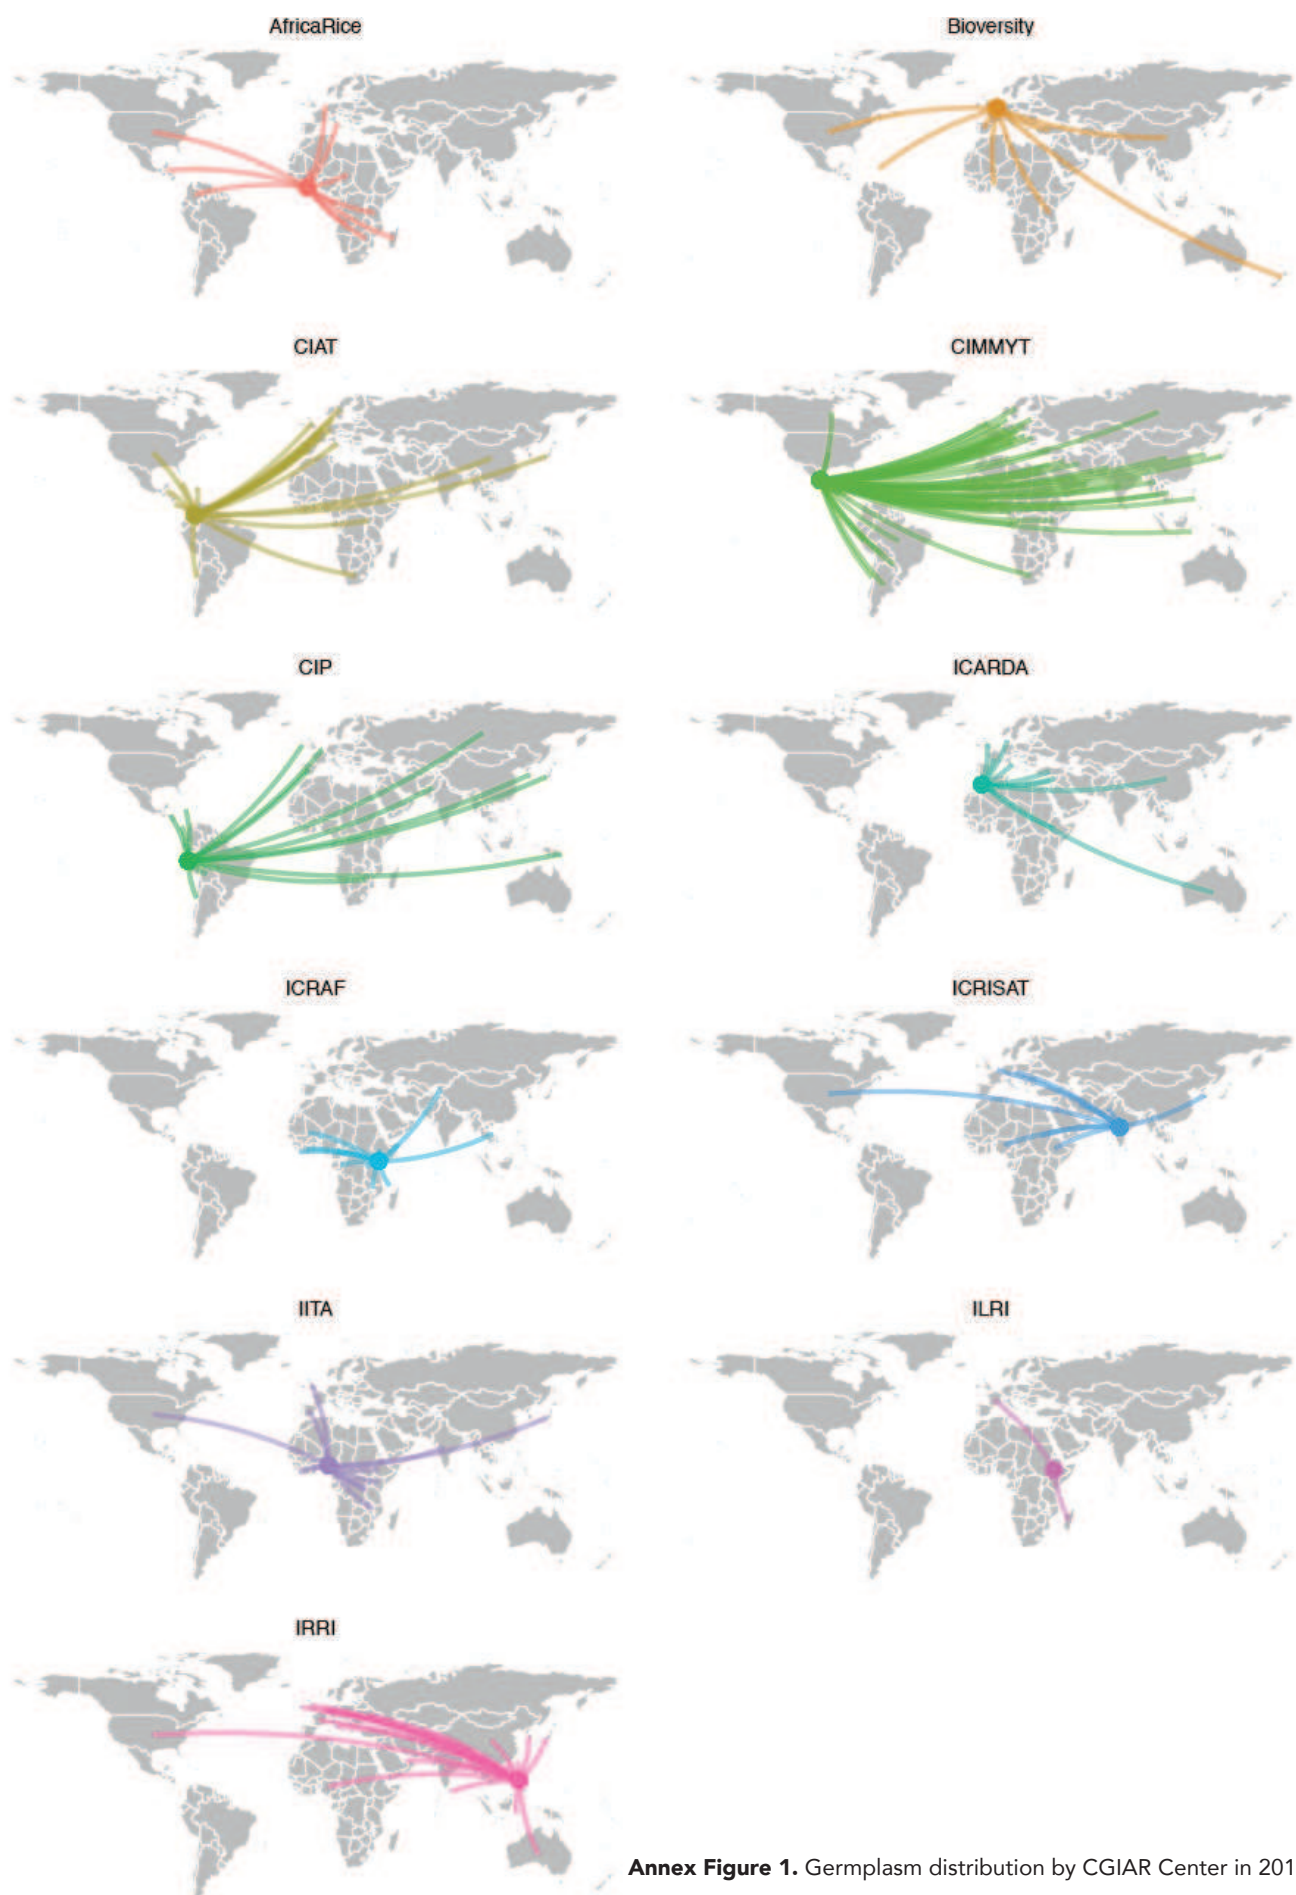 AfricaRice
Bioversity
CIAT
CIMMYT
CIP
ICARDA
ICRAF
ICRISAT
IITA
ILRI
IRRI
Annex Figure 1. Germplasm distribution by CGIAR Center in 201